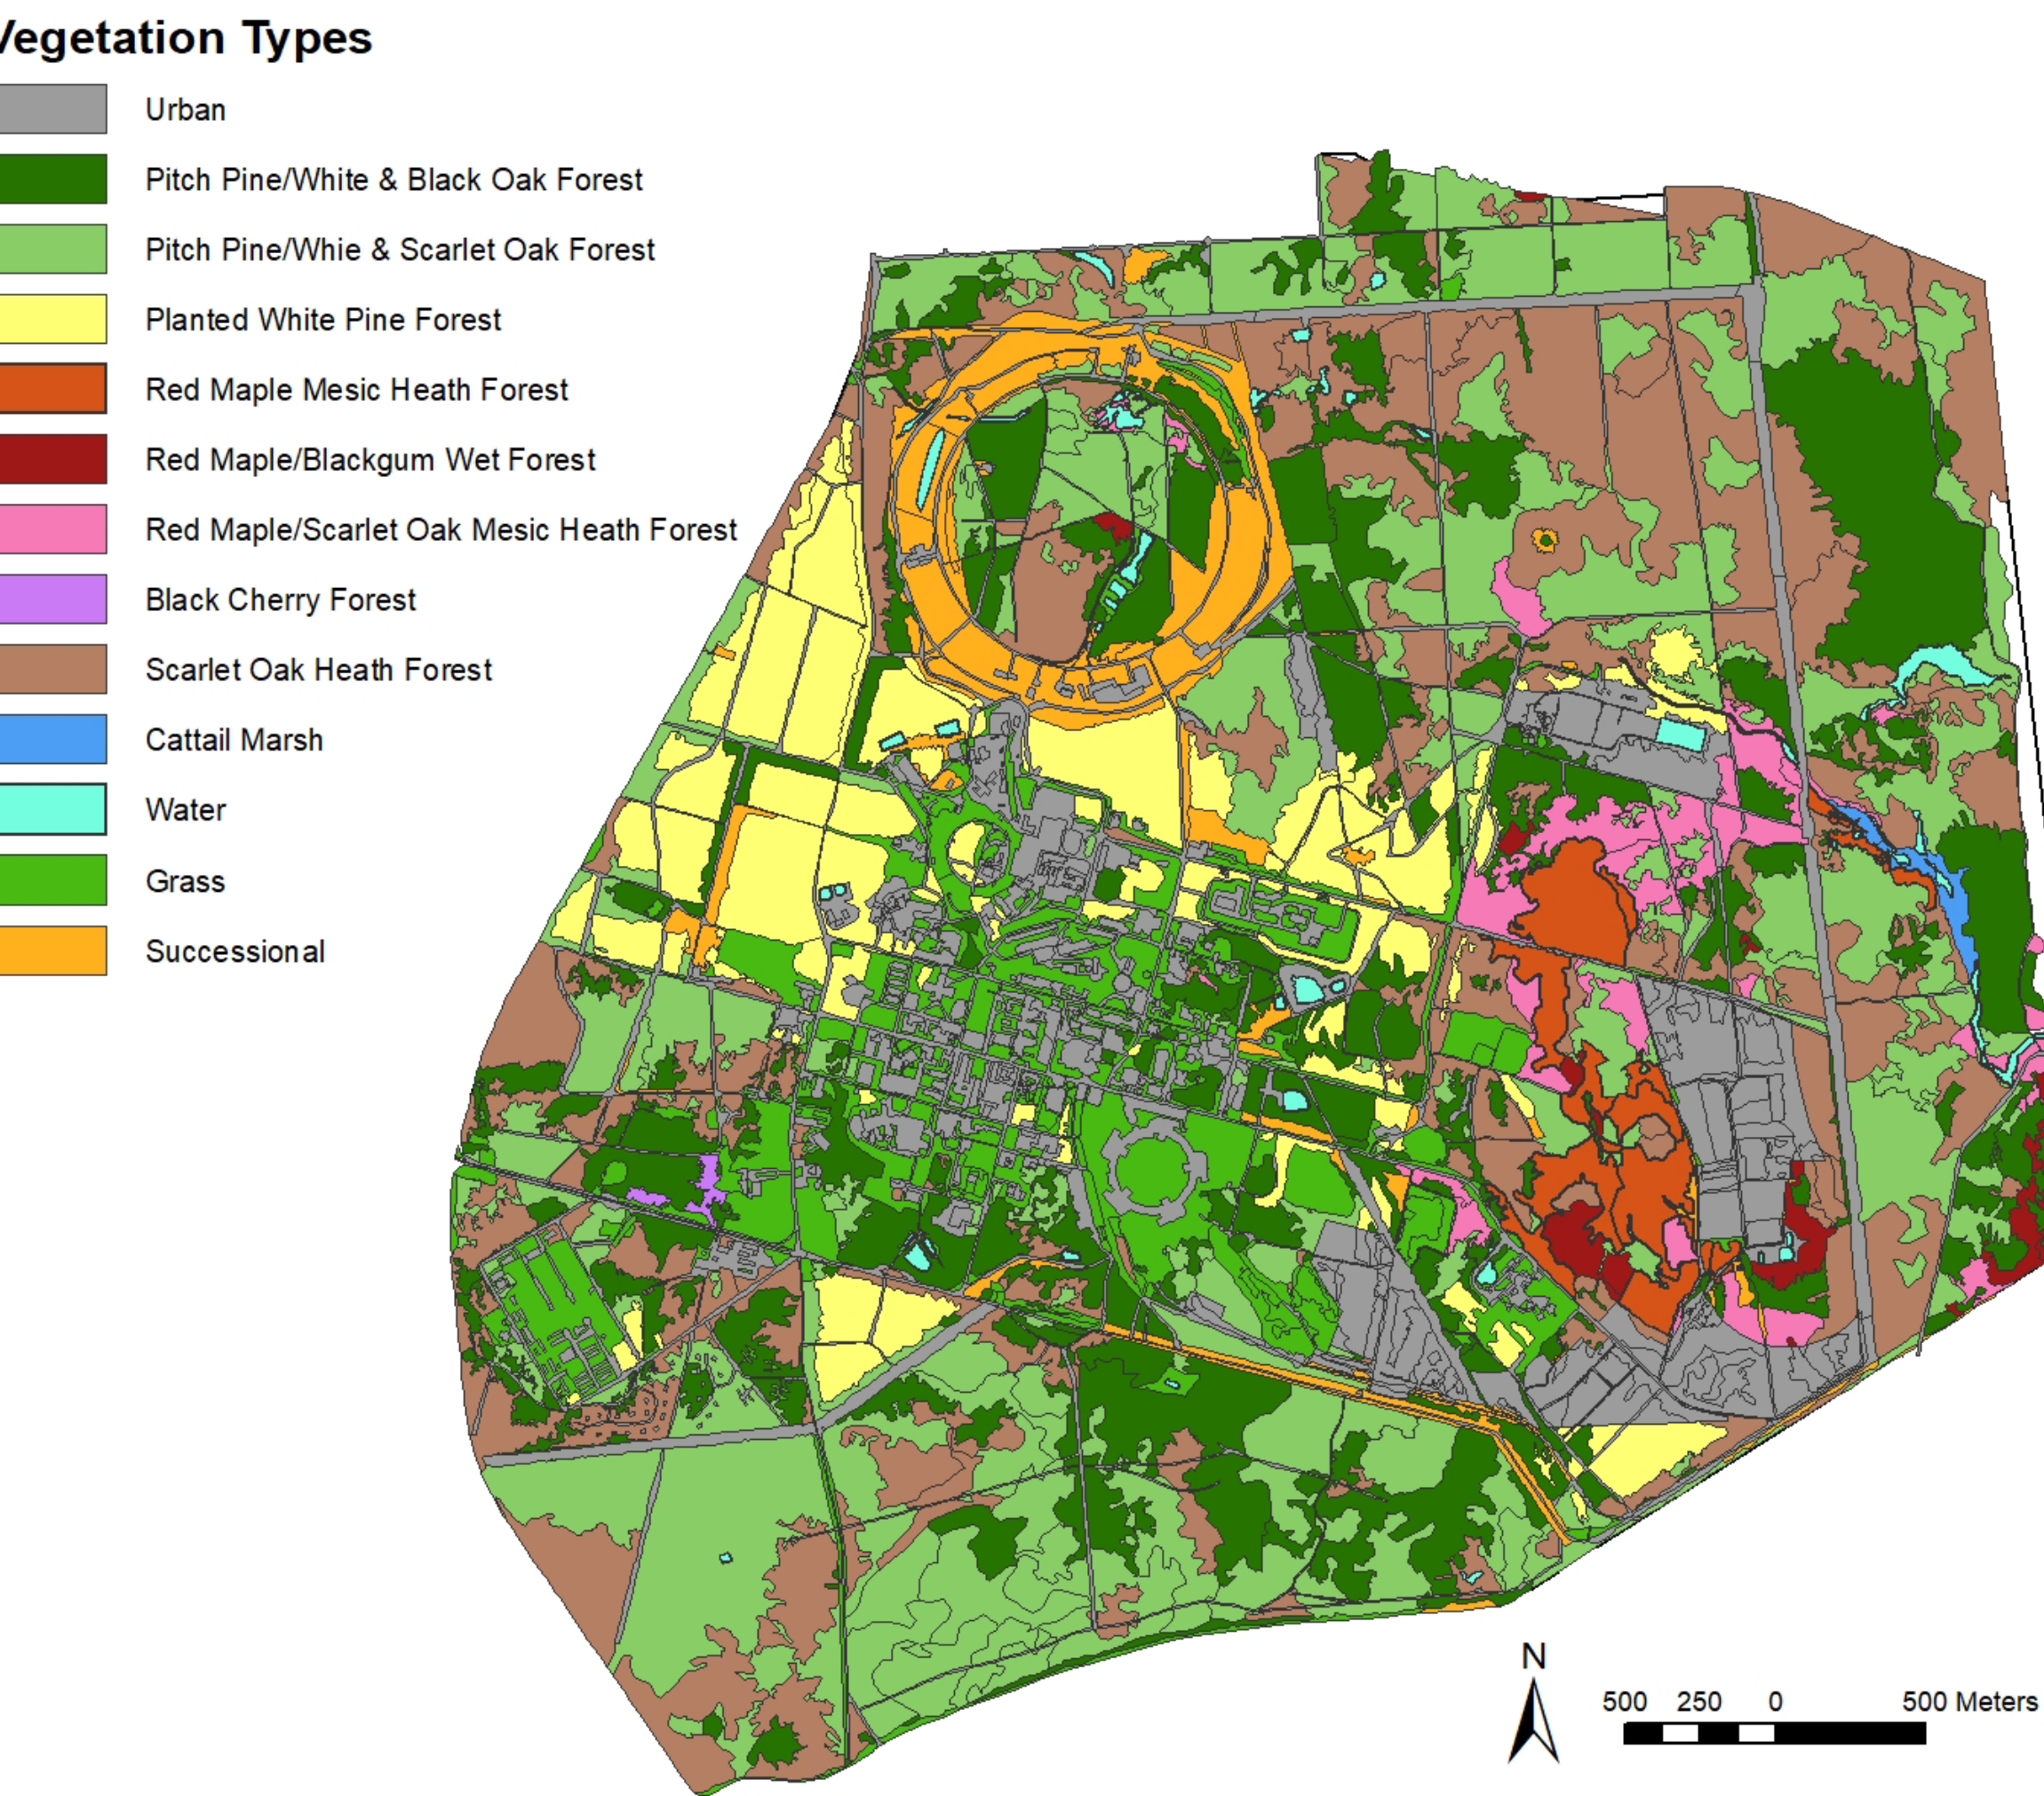 Vegetation Types
Urban
Pitch Pine/White & Black Oak Forest
Pitch Pine/Whie & Scarlet Oak Forest
Planted White Pine Forest
Red Maple Mesic Heath Forest
Red Maple/Blackgum Wet Forest
Red Maple/Scarlet Oak Mesic Heath Forest
Black Cherry Forest
Scarlet Oak Heath Forest
Cattail Marsh
Water
Grass
Successional
N
500 250 0 500 Meters